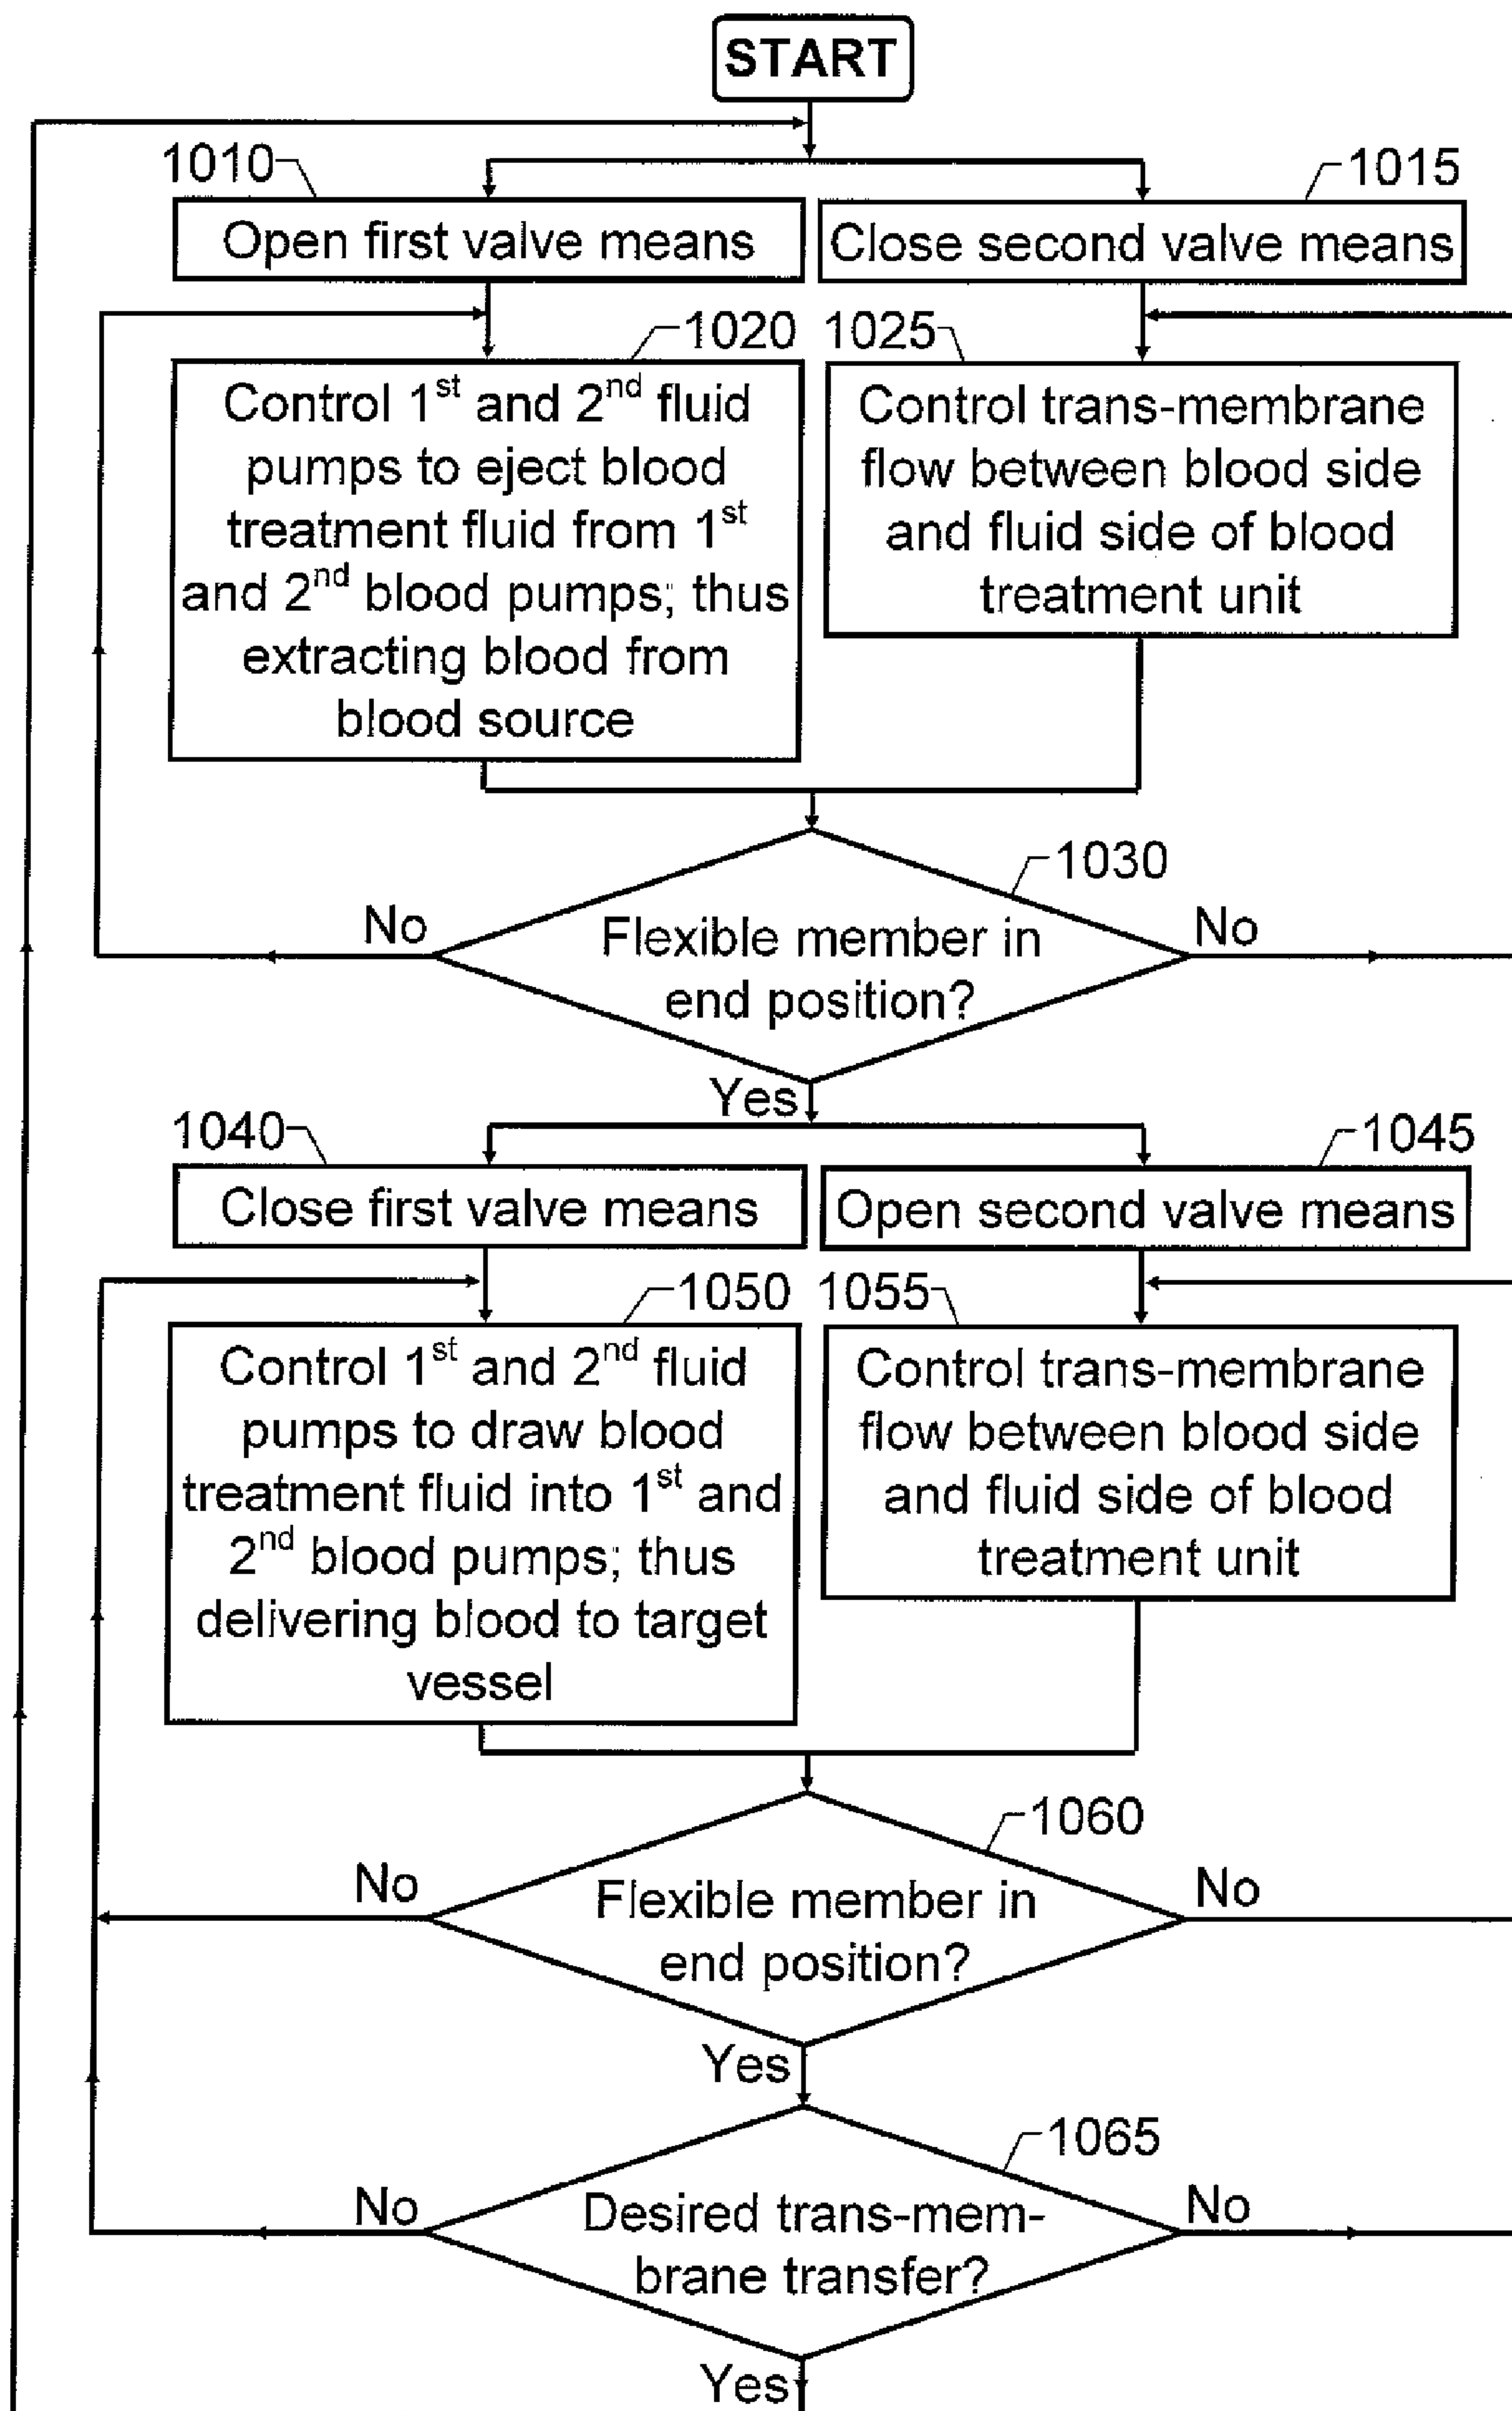 START
1010
1015
Open first valve means
Close second valve means
1020
1025
Control 1st and 2nd fluid
pumps to eject blood
treatment fluid from 1st
and 2nd blood pumps; thus
extracting blood from
blood source
Control trans-membrane
flow between blood side
and fluid side of blood
treatment unit
1030
No
Flexible member in
end position?
No
Yes
1040
1045
Close first valve means
Open second valve means
1050
1055
Control 1st and 2nd fluid
pumps to draw blood
treatment fluid into 1st and
2nd blood pumps; thus
delivering blood to target
vessel
Control trans-membrane
flow between blood side
and fluid side of blood
treatment unit
1060
No
Flexible member in
end position?
No
Yes
1065
No
Desired trans-mem-
brane transfer?
No
Yes